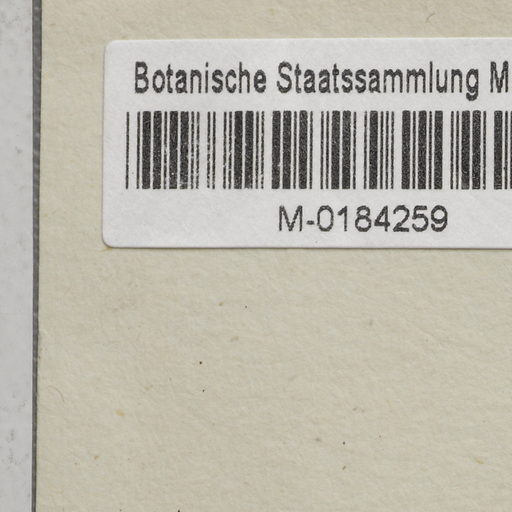 Botanische Staatssammlung M
M-0184259